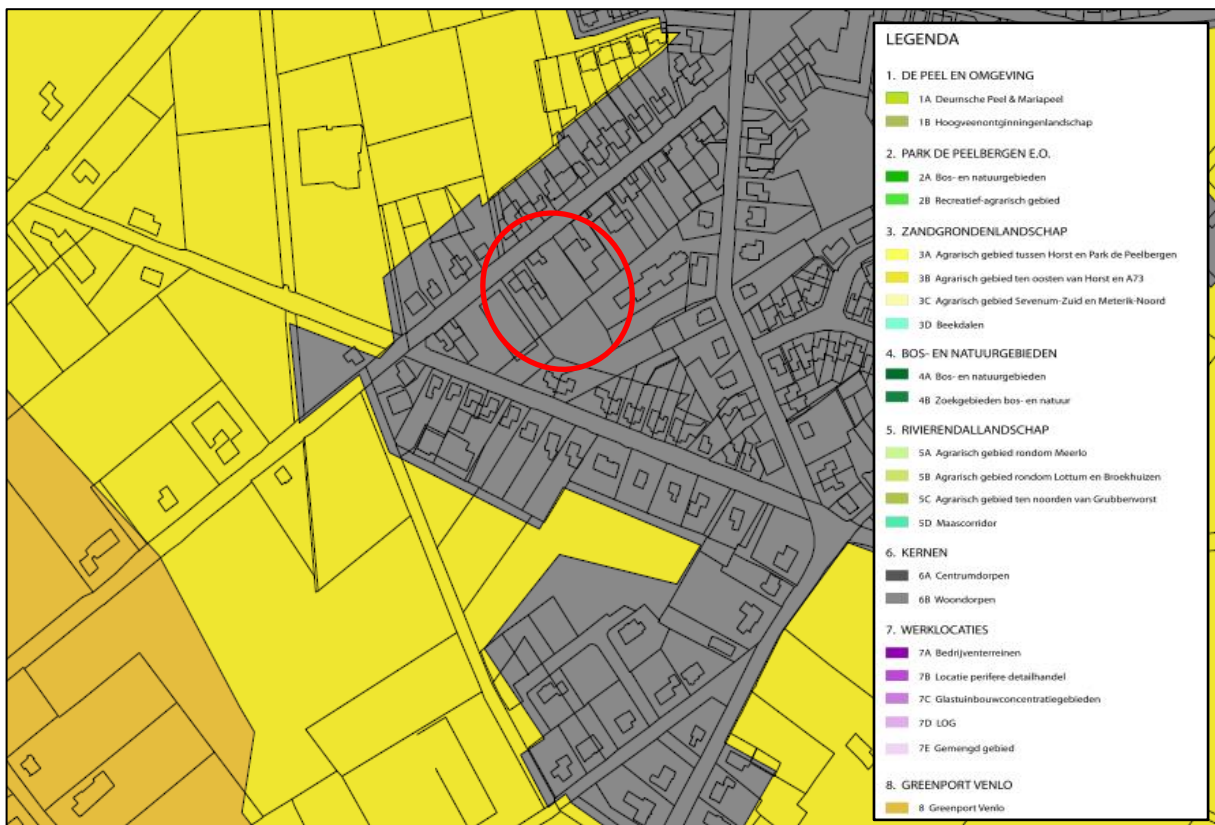 LEGENDA
1. DE PEEL EN OMGEVING
1A Deurnsche Peel & Mariapeel
1B Hoogveenontginningenlandschap
2. PARK DE PEELBERGEN E.O.
2A Bos- en natuurgebieden
2B Recreatief-agrarisch gebied
3. ZANDGRONDENLANDSCHAP
3A Agrarisch gebied tussen Horst en Park de Peelbergen
3B Agrarisch gebied ten oosten van Horst en A73
3C Agrarisch gebied Sevenum-Zuid en Meterik-Noord
3D Beekdalen
4. BOS- EN NATUURGEBIEDEN
4A Bos- en natuurgebieden
4B Zoekgebieden bos- en natuur
5. RIVIERENDALLANDSCHAP
5A Agrarisch gebied rondom Meerlo
5B Agrarisch gebied rondom Lottum en Broekhuizen
5C Agrarisch gebied ten noorden van Grubbenvorst
5D Maascorridor
6. KERNEN
6A Centrumdorpen
6B Woondorpen
7. WERKLOCATIES
7A Bedrijventerreinen
7B Locatie perifere detailhandel
7C Glastuinbouwconcentratiegebieden
7D LOG
7E Gemengd gebied
8. GREENPORT VENLO
8 Greenport Venlo